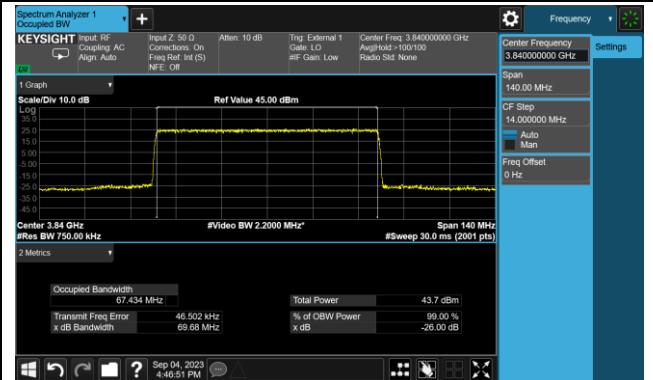 Spectrum Analyzer 1
Occupied BW
Frequency
KEYSIGHT
Input: RF
Coupling: AC
Align: Auto
Input Z: 50 Ω
Corrections: On
Freq Ref: Int (S)
NFE: Off
Atten: 10 dB
Trig: External 1
Gate: LO
#IF Gain: Low
Center Freq: 3.840000000 GHz
Avg|Hold:>100/100
Radio Std: None
Center Frequency
3.840000000 GHz
Settings
Span
140.00 MHz
CF Step
14.000000 MHz
Auto
Man
Freq Offset
0 Hz
1 Graph
Scale/Div 10.0 dB
Ref Value 45.00 dBm
Log
35.0
25.0
15.0
5.00
-5.00
-15.0
-25.0
-35.0
-45.0
Center 3.84 GHz
#Video BW 2.2000 MHz*
Span 140 MHz
#Res BW 750.00 kHz
#Sweep 30.0 ms (2001 pts)
2 Metrics
Occupied Bandwidth
67.434 MHz
Total Power 43.7 dBm
Transmit Freq Error 46.502 kHz
% of OBW Power 99.00 %
x dB Bandwidth 69.68 MHz
x dB -26.00 dB
?
Sep 04, 2023
4:46:51 PM